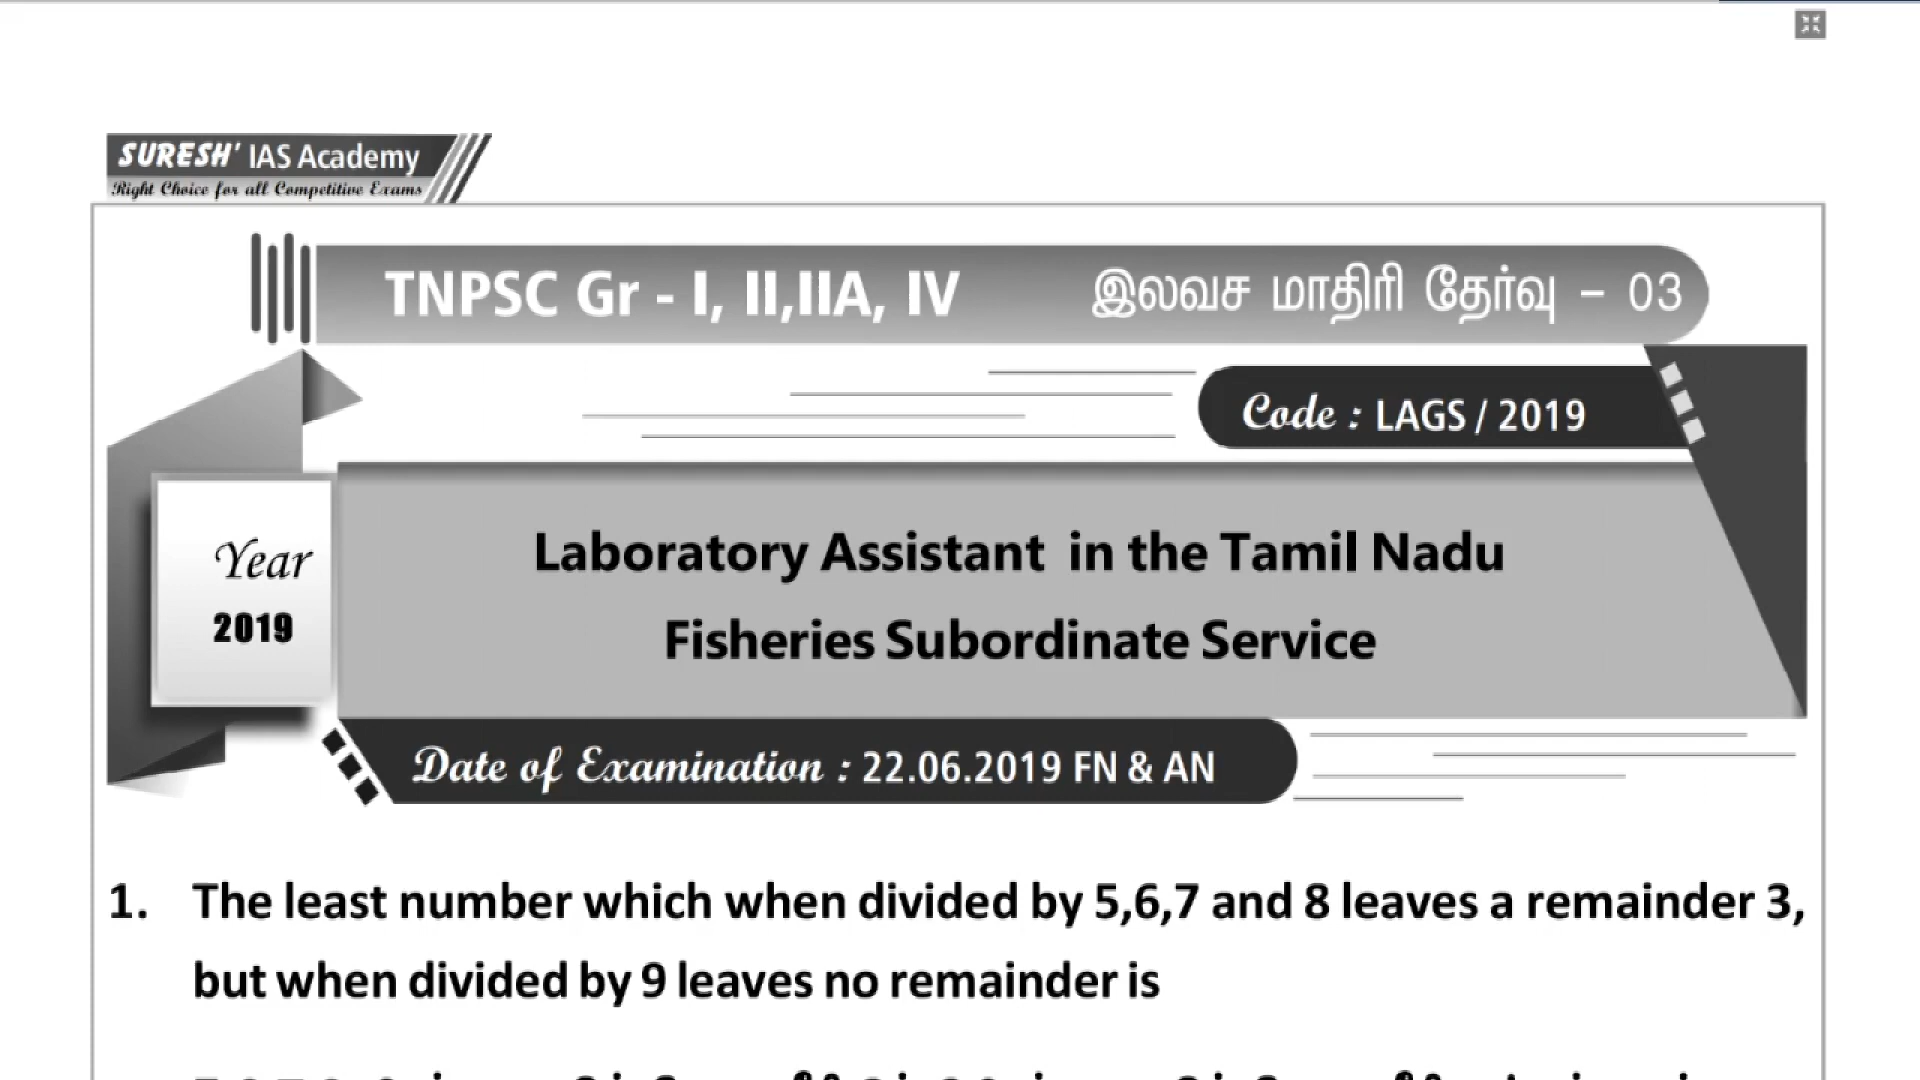 SURESH' IAS Academy
Right Choice for all Competitive Exams
TNPSC Gr - I, II,IIA, IV இலவச மாதிரி தேர்வு – 03
Code : LAGS / 2019
Year
2019
Laboratory Assistant in the Tamil Nadu
Fisheries Subordinate Service
Date of Examination : 22.06.2019 FN & AN
1. The least number which when divided by 5,6,7 and 8 leaves a remainder 3,
but when divided by 9 leaves no remainder is